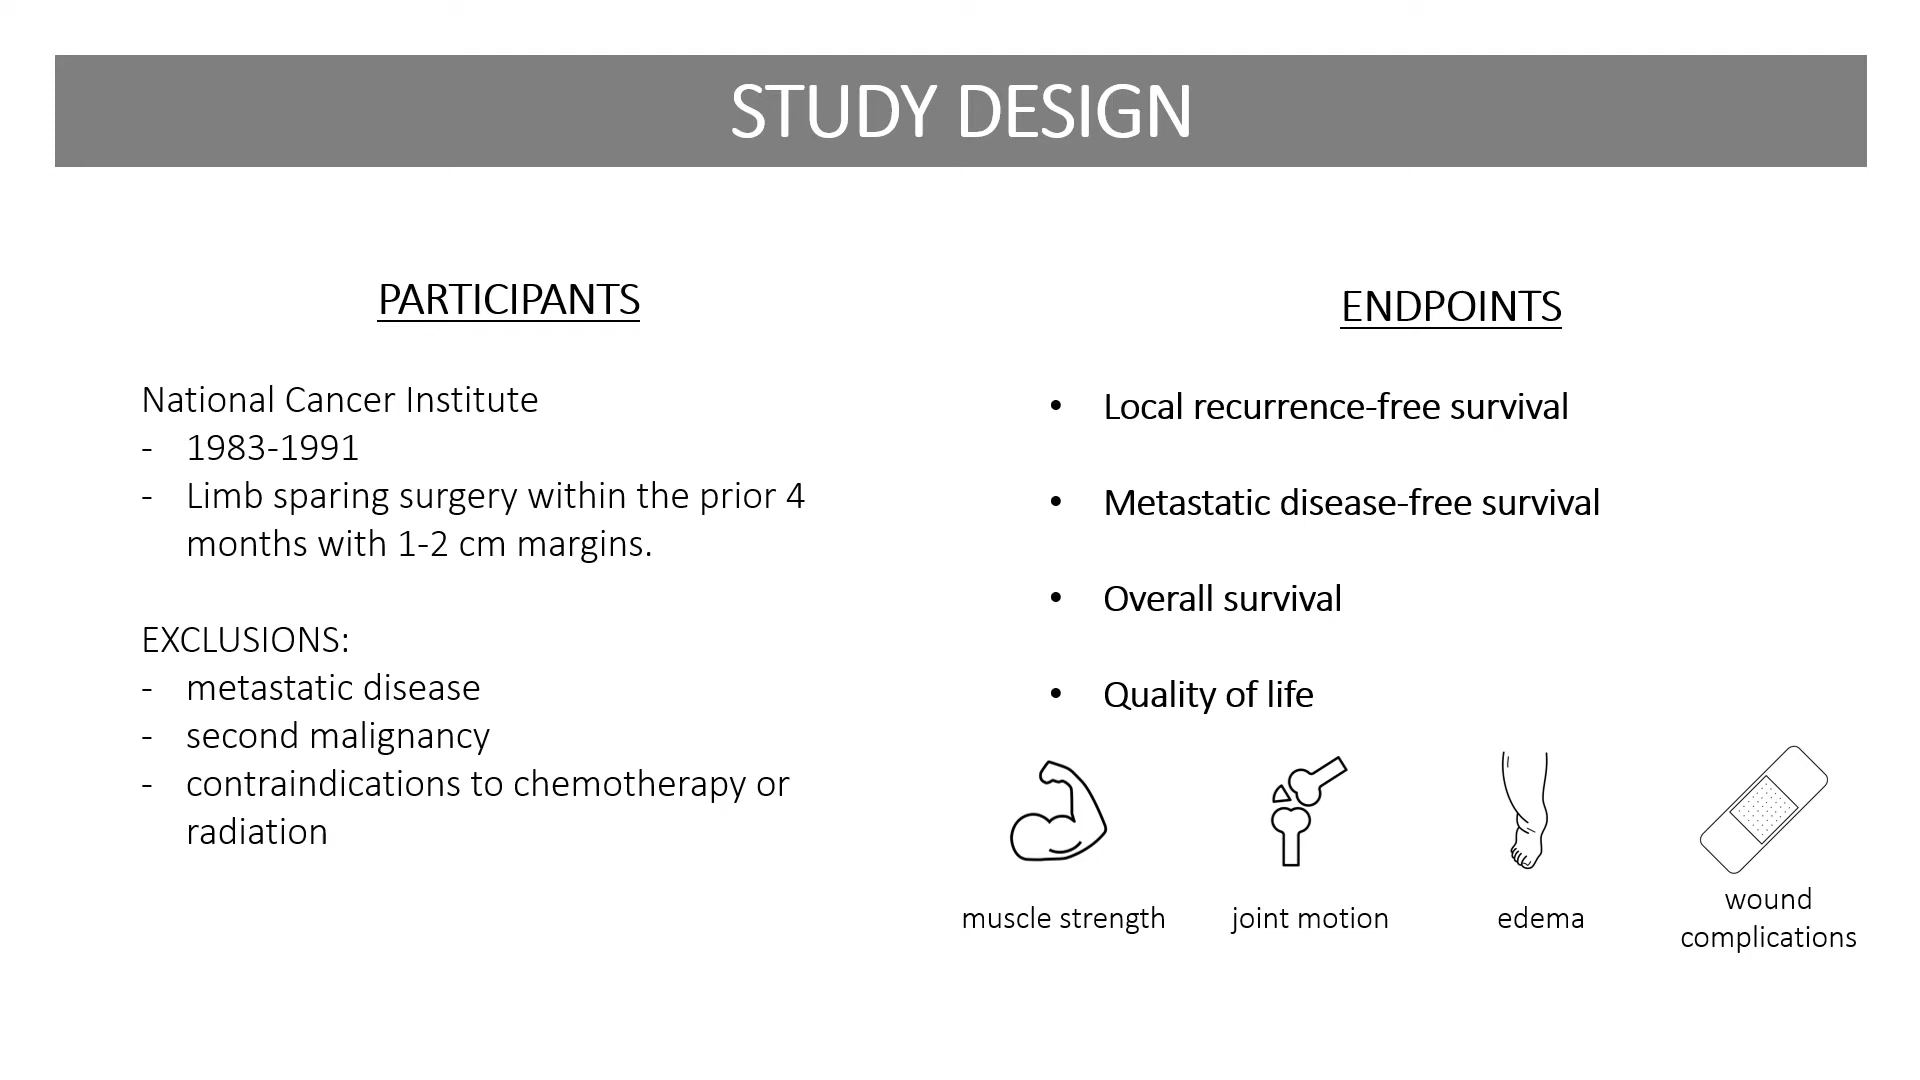 STUDY DESIGN
PARTICIPANTS
National Cancer Institute
- 1983-1991
- Limb sparing surgery within the prior 4
months with 1-2 cm margins.
EXCLUSIONS:
- metastatic disease
- second malignancy
- contraindications to chemotherapy or
radiation
ENDPOINTS
• Local recurrence-free survival
• Metastatic disease-free survival
• Overall survival
• Quality of life
muscle strength
joint motion
edema
wound
complications